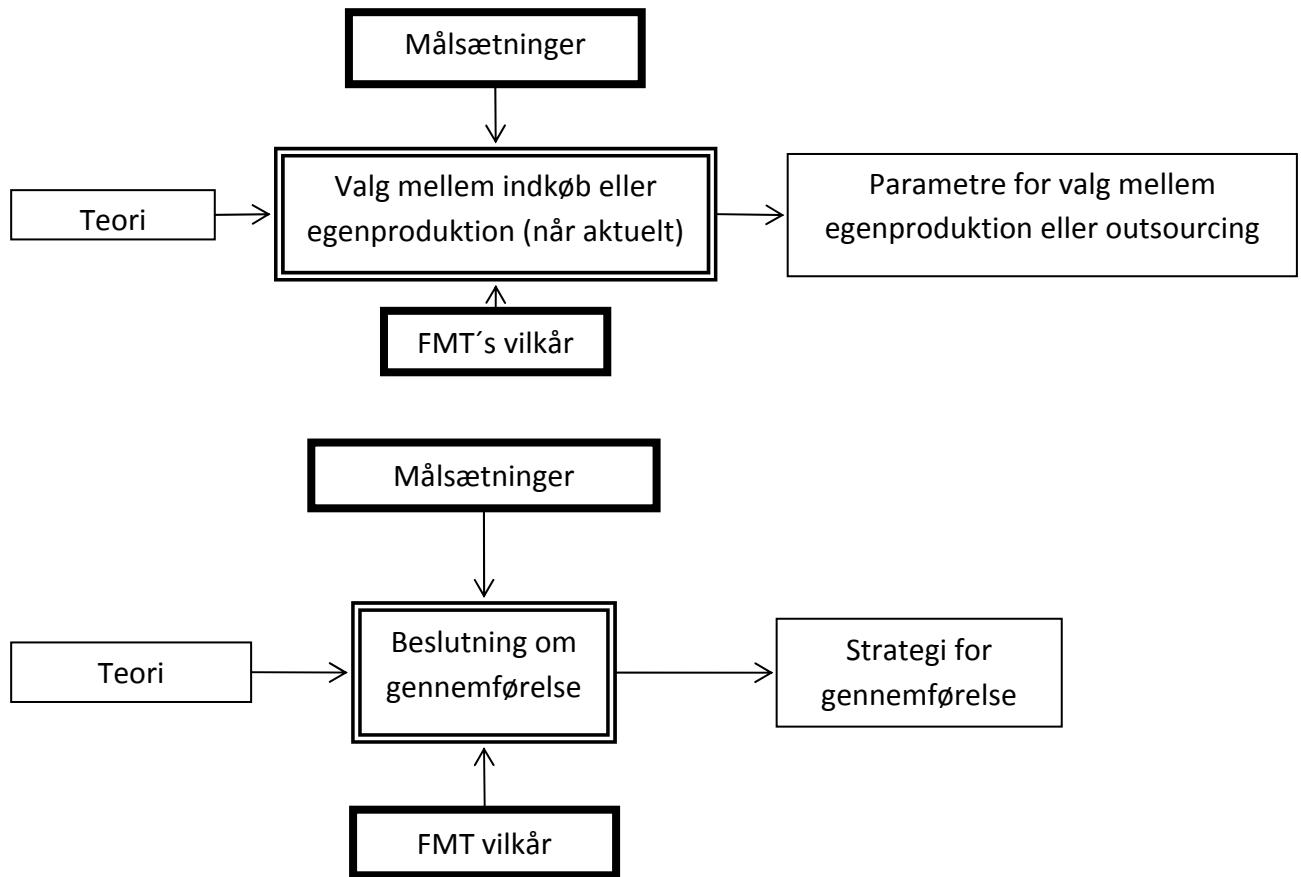 Målsætninger
Teori
Valg mellem indkøb eller
egenproduktion (når aktuelt)
Parametre for valg mellem
egenproduktion eller outsourcing
FMT´s vilkår
Målsætninger
Teori
Beslutning om
gennemførelse
Strategi for
gennemførelse
FMT vilkår